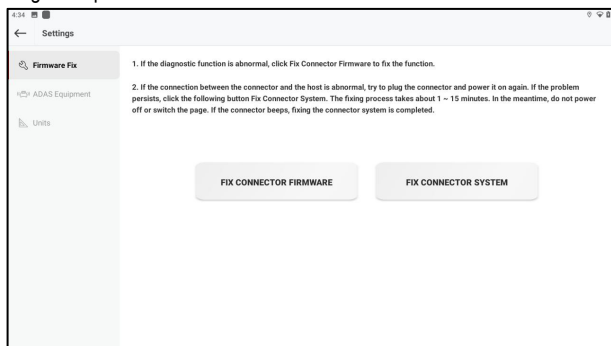 4:34
Settings
Firmware Fix
ADAS Equipment
Units
1. If the diagnostic function is abnormal, click Fix Connector Firmware to fix the function.
2. If the connection between the connector and the host is abnormal, try to plug the connector and power it on again. If the problem
persists, click the following button Fix Connector System. The fixing process takes about 1 ~ 15 minutes. In the meantime, do not power
off or switch the page. If the connector beeps, fixing the connector system is completed.
FIX CONNECTOR FIRMWARE
FIX CONNECTOR SYSTEM